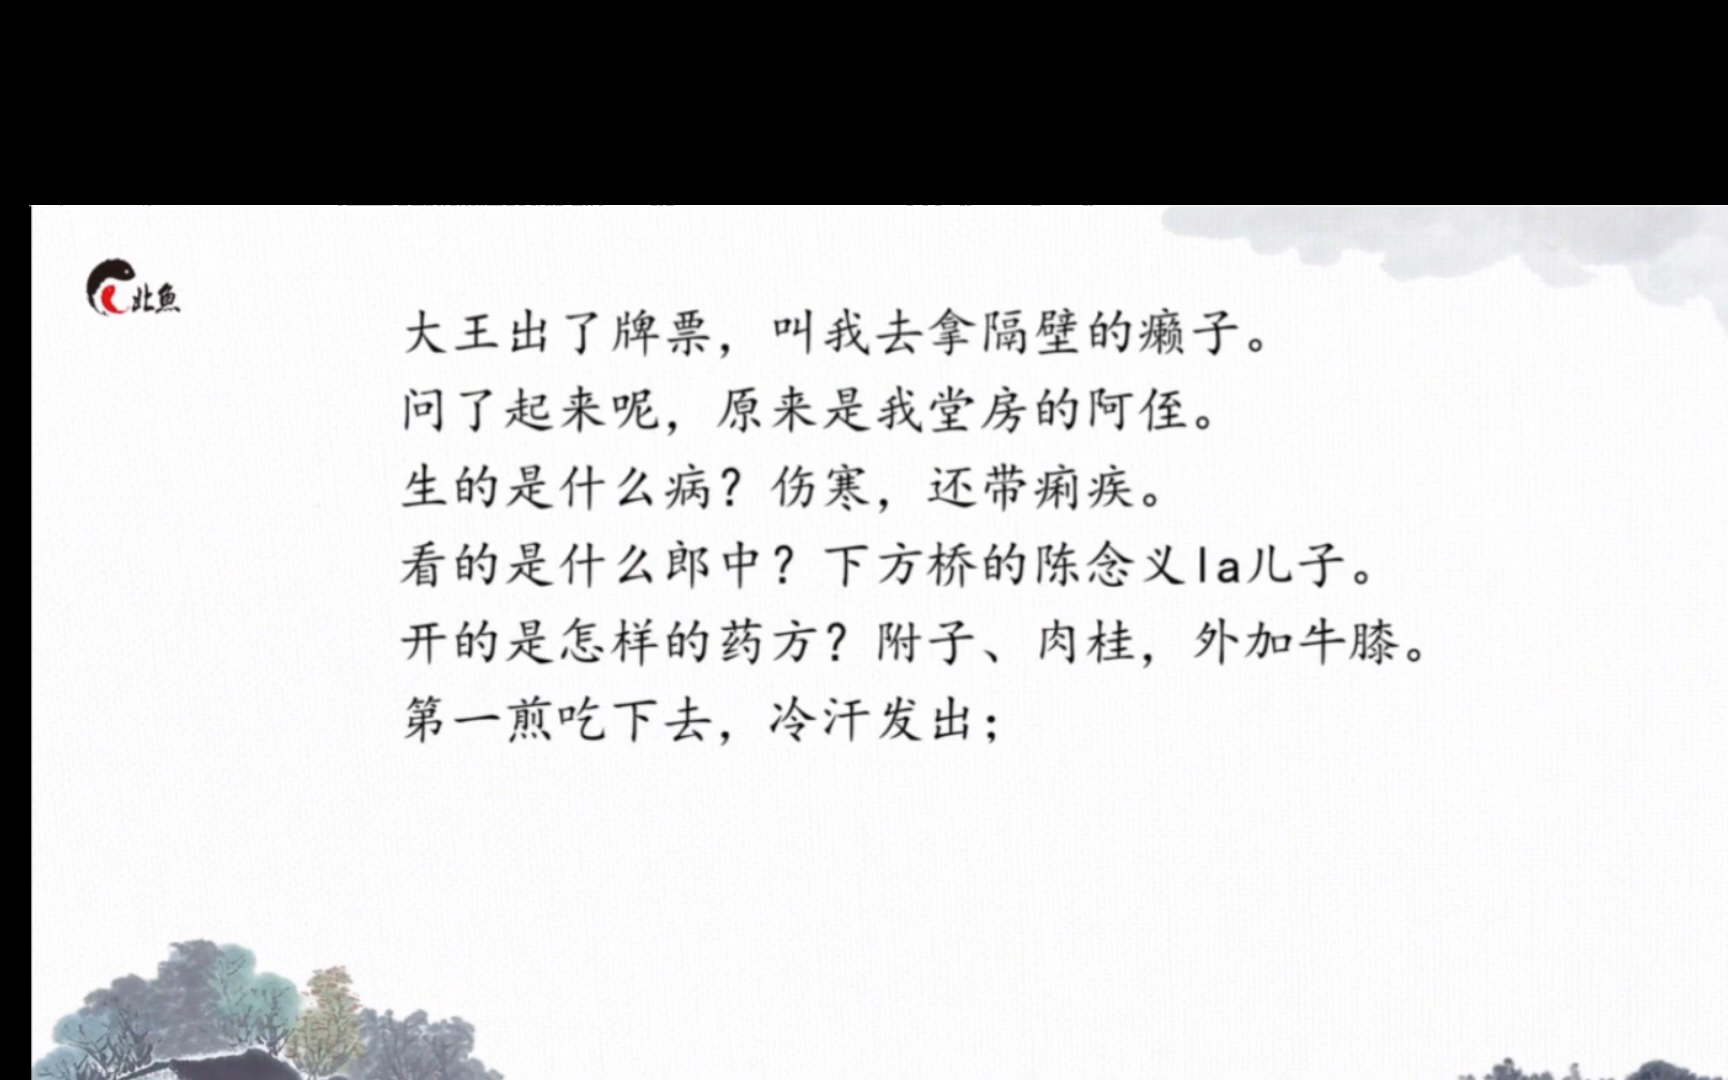 北鱼
大王出了牌票，叫我去拿隔壁的癞子。
问了起来呢，原来是我堂房的阿侄。
生的是什么病？伤寒，还带痢疾。
看的是什么郎中？下方桥的陈念义la儿子。
开的是怎样的药方？附子、肉桂，外加牛膝。
第一煎吃下去，冷汗发出；